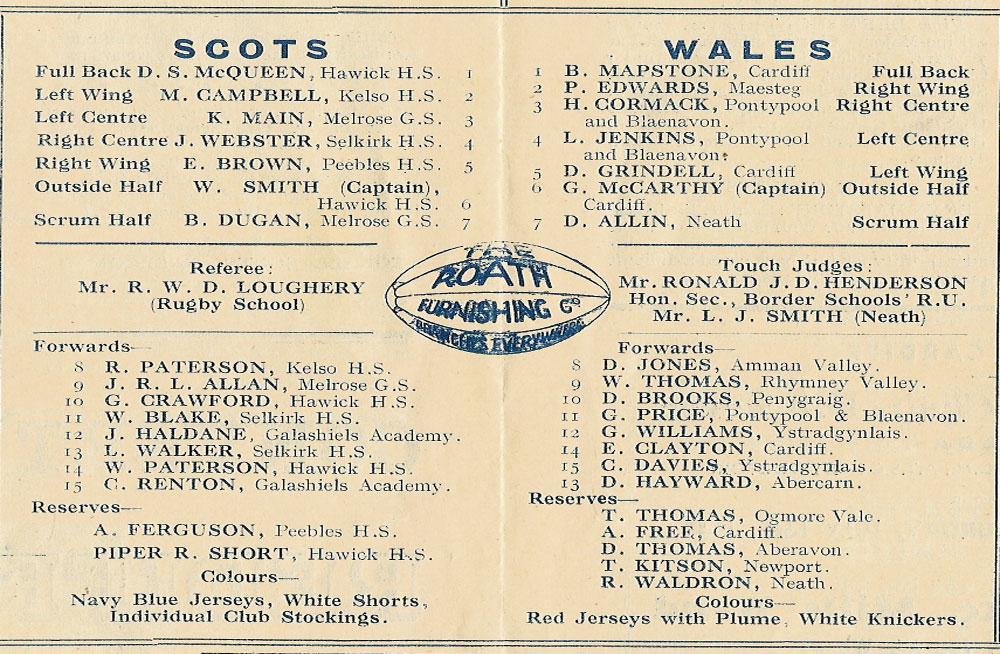 SCOTS
Full Back D. S. McQUEEN, Hawick H.S. 1
Left Wing M. CAMPBELL, Kelso H.S. 2
Left Centre K. MAIN, Melrose G.S. 3
Right Centre J. WEBSTER, Selkirk H.S. 4
Right Wing E. BROWN, Peebles H.S. 5
Outside Half W. SMITH (Captain),
Hawick H.S. 6
Scrum Half B. DUGAN, Melrose G.S. 7
WALES
1 B. MAPSTONE, Cardiff Full Back
2 P. EDWARDS, Maesteg Right Wing
3 H. CORMACK, Pontypool Right Centre
and Blaenavon.
4 L. JENKINS, Pontypool Left Centre
and Blaenavon.
5 D. GRINDELL, Cardiff Left Wing
6 G. McCARTHY (Captain) Outside Half
Cardiff.
7 D. ALLIN, Neath Scrum Half
Referee:
Mr. R. W. D. LOUGHERY
(Rugby School)
THE
ROATH
FURNISHING Co
FURNISHERS EVERYWHERE
Touch Judges:
Mr. RONALD J. D. HENDERSON
Hon. Sec., Border Schools' R.U.
Mr. L. J. SMITH (Neath)
Forwards—
8 R. PATERSON, Kelso H.S.
9 J. R. L. ALLAN, Melrose G.S.
10 G. CRAWFORD, Hawick H.S.
11 W. BLAKE, Selkirk H.S.
12 J. HALDANE, Galashiels Academy.
13 L. WALKER, Selkirk H.S.
14 W. PATERSON, Hawick H.S.
15 C. RENTON, Galashiels Academy.
Reserves—
A. FERGUSON, Peebles H.S.
PIPER R. SHORT, Hawick H.S.
Colours—
Navy Blue Jerseys, White Shorts,
Individual Club Stockings.
Forwards—
8 D. JONES, Amman Valley.
9 W. THOMAS, Rhymney Valley.
10 D. BROOKS, Penygraig.
11 G. PRICE, Pontypool & Blaenavon.
12 G. WILLIAMS, Ystradgynlais.
14 E. CLAYTON, Cardiff.
15 C. DAVIES, Ystradgynlais.
13 D. HAYWARD, Abercarn.
Reserves—
T. THOMAS, Ogmore Vale.
A. FREE, Cardiff.
D. THOMAS, Aberavon.
T. KITSON, Newport.
R. WALDRON, Neath.
Colours—
Red Jerseys with Plume, White Knickers.